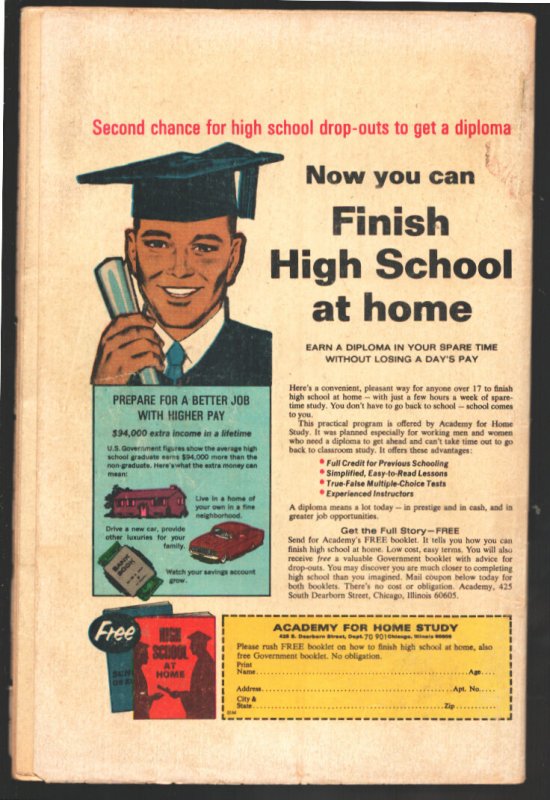 Second chance for high school drop-outs to get a diploma
Now you can
Finish
High School
at home
EARN A DIPLOMA IN YOUR SPARE TIME
WITHOUT LOSING A DAY'S PAY
PREPARE FOR A BETTER JOB
WITH HIGHER PAY
$94,000 extra income in a lifetime
U.S. Government figures show the average high
school graduate earns $94,000 more than the
non-graduate. Here's what the extra money can
mean:
Live in a home of
your own in a fine
neighborhood.
Drive a new car, provide
other luxuries for your
family.
BANK
BOOK
Watch your savings account
grow.
Here's a convenient, pleasant way for anyone over 17 to finish
high school at home – with just a few hours a week of spare-
time study. You don't have to go back to school – school comes
to you.
This practical program is offered by Academy for Home
Study. It was planned especially for working men and women
who need a diploma to get ahead and can't take time out to go
back to classroom study. It offers these advantages:
• Full Credit for Previous Schooling
• Simplified, Easy-to-Read Lessons
• True-False Multiple-Choice Tests
• Experienced Instructors
A diploma means a lot today – in prestige and in cash, and in
greater job opportunities.
Get the Full Story—FREE
Send for Academy's FREE booklet. It tells you how you can
finish high school at home. Low cost, easy terms. You will also
receive free a valuable Government booklet with advice for
drop-outs. You may discover you are much closer to completing
high school than you imagined. Mail coupon below today for
both booklets. There's no cost or obligation. Academy, 425
South Dearborn Street, Chicago, Illinois 60605.
Free
HIGH
SCHOOL
AT
HOME
ACADEMY FOR HOME STUDY
425 S. Dearborn Street, Dept. 70 901 Chicago, Illinois 60605
Please rush FREE booklet on how to finish high school at home, also
free Government booklet. No obligation.
Print
Name Age
Address Apt. No.
City &
State Zip